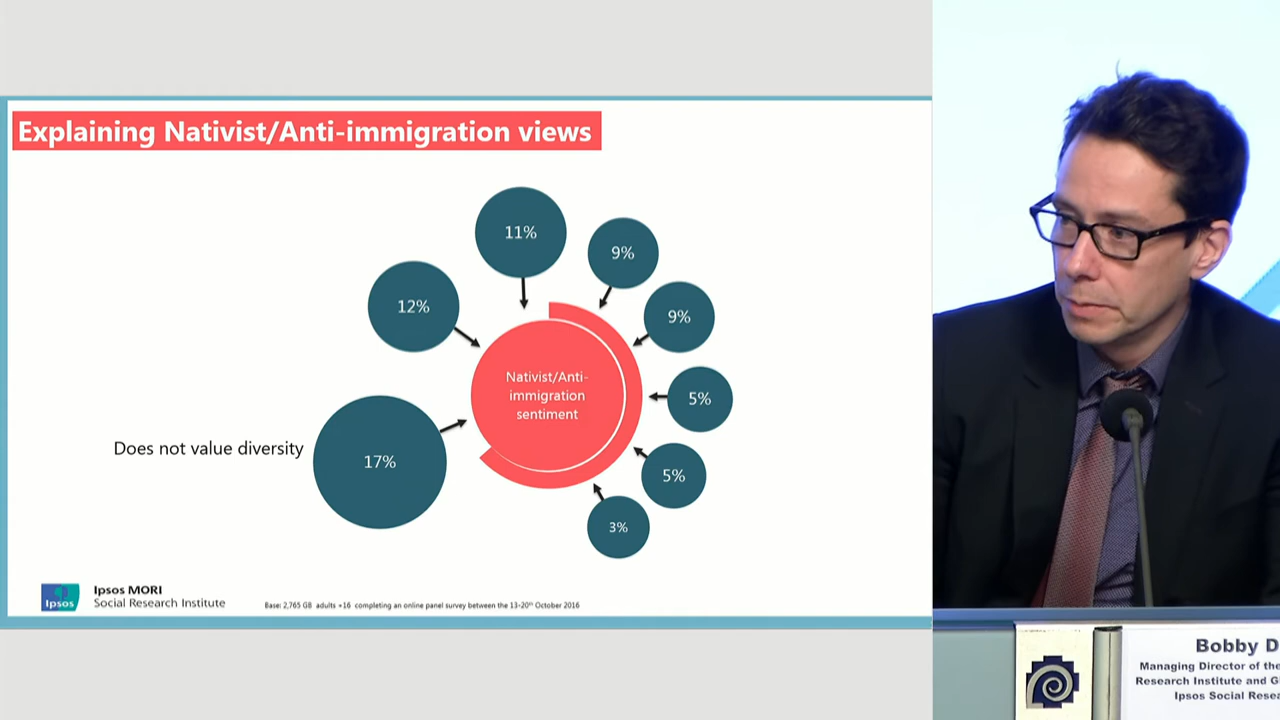 Explaining Nativist/Anti-immigration views
11%
9%
12%
9%
Nativist/Anti-
immigration
sentiment
5%
Does not value diversity
17%
5%
3%
Ipsos
Ipsos MORI
Social Research Institute
Base: 2,765 GB adults +16 completing an online panel survey between the 13-20th October 2016
Bobby D
Managing Director of the
Research Institute and G
Ipsos Social Resea